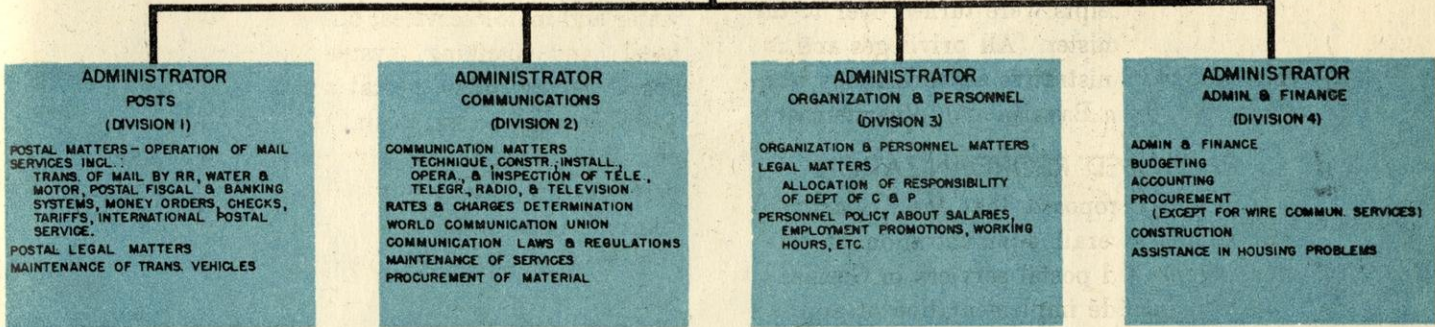 ADMINISTRATOR
POSTS
(DIVISION 1)
POSTAL MATTERS - OPERATION OF MAIL
SERVICES INCL.:
TRANS. OF MAIL BY RR, WATER &
MOTOR, POSTAL FISCAL & BANKING
SYSTEMS, MONEY ORDERS, CHECKS,
TARIFFS, INTERNATIONAL POSTAL
SERVICE.
POSTAL LEGAL MATTERS
MAINTENANCE OF TRANS. VEHICLES
ADMINISTRATOR
COMMUNICATIONS
(DIVISION 2)
COMMUNICATION MATTERS
TECHNIQUE, CONSTR., INSTALL.,
OPERA., & INSPECTION OF TELE.,
TELEGR., RADIO, & TELEVISION.
RATES & CHARGES DETERMINATION
WORLD COMMUNICATION UNION
COMMUNICATION LAWS & REGULATIONS
MAINTENANCE OF SERVICES
PROCUREMENT OF MATERIAL
ADMINISTRATOR
ORGANIZATION & PERSONNEL
(DIVISION 3)
ORGANIZATION & PERSONNEL MATTERS
LEGAL MATTERS
ALLOCATION OF RESPONSIBILITY
OF DEPT OF C & P
PERSONNEL POLICY ABOUT SALARIES,
EMPLOYMENT PROMOTIONS, WORKING
HOURS, ETC.
ADMINISTRATOR
ADMIN & FINANCE
(DIVISION 4)
ADMIN & FINANCE
BUDGETING
ACCOUNTING
PROCUREMENT
(EXCEPT FOR WIRE COMMUN. SERVICES)
CONSTRUCTION
ASSISTANCE IN HOUSING PROBLEMS